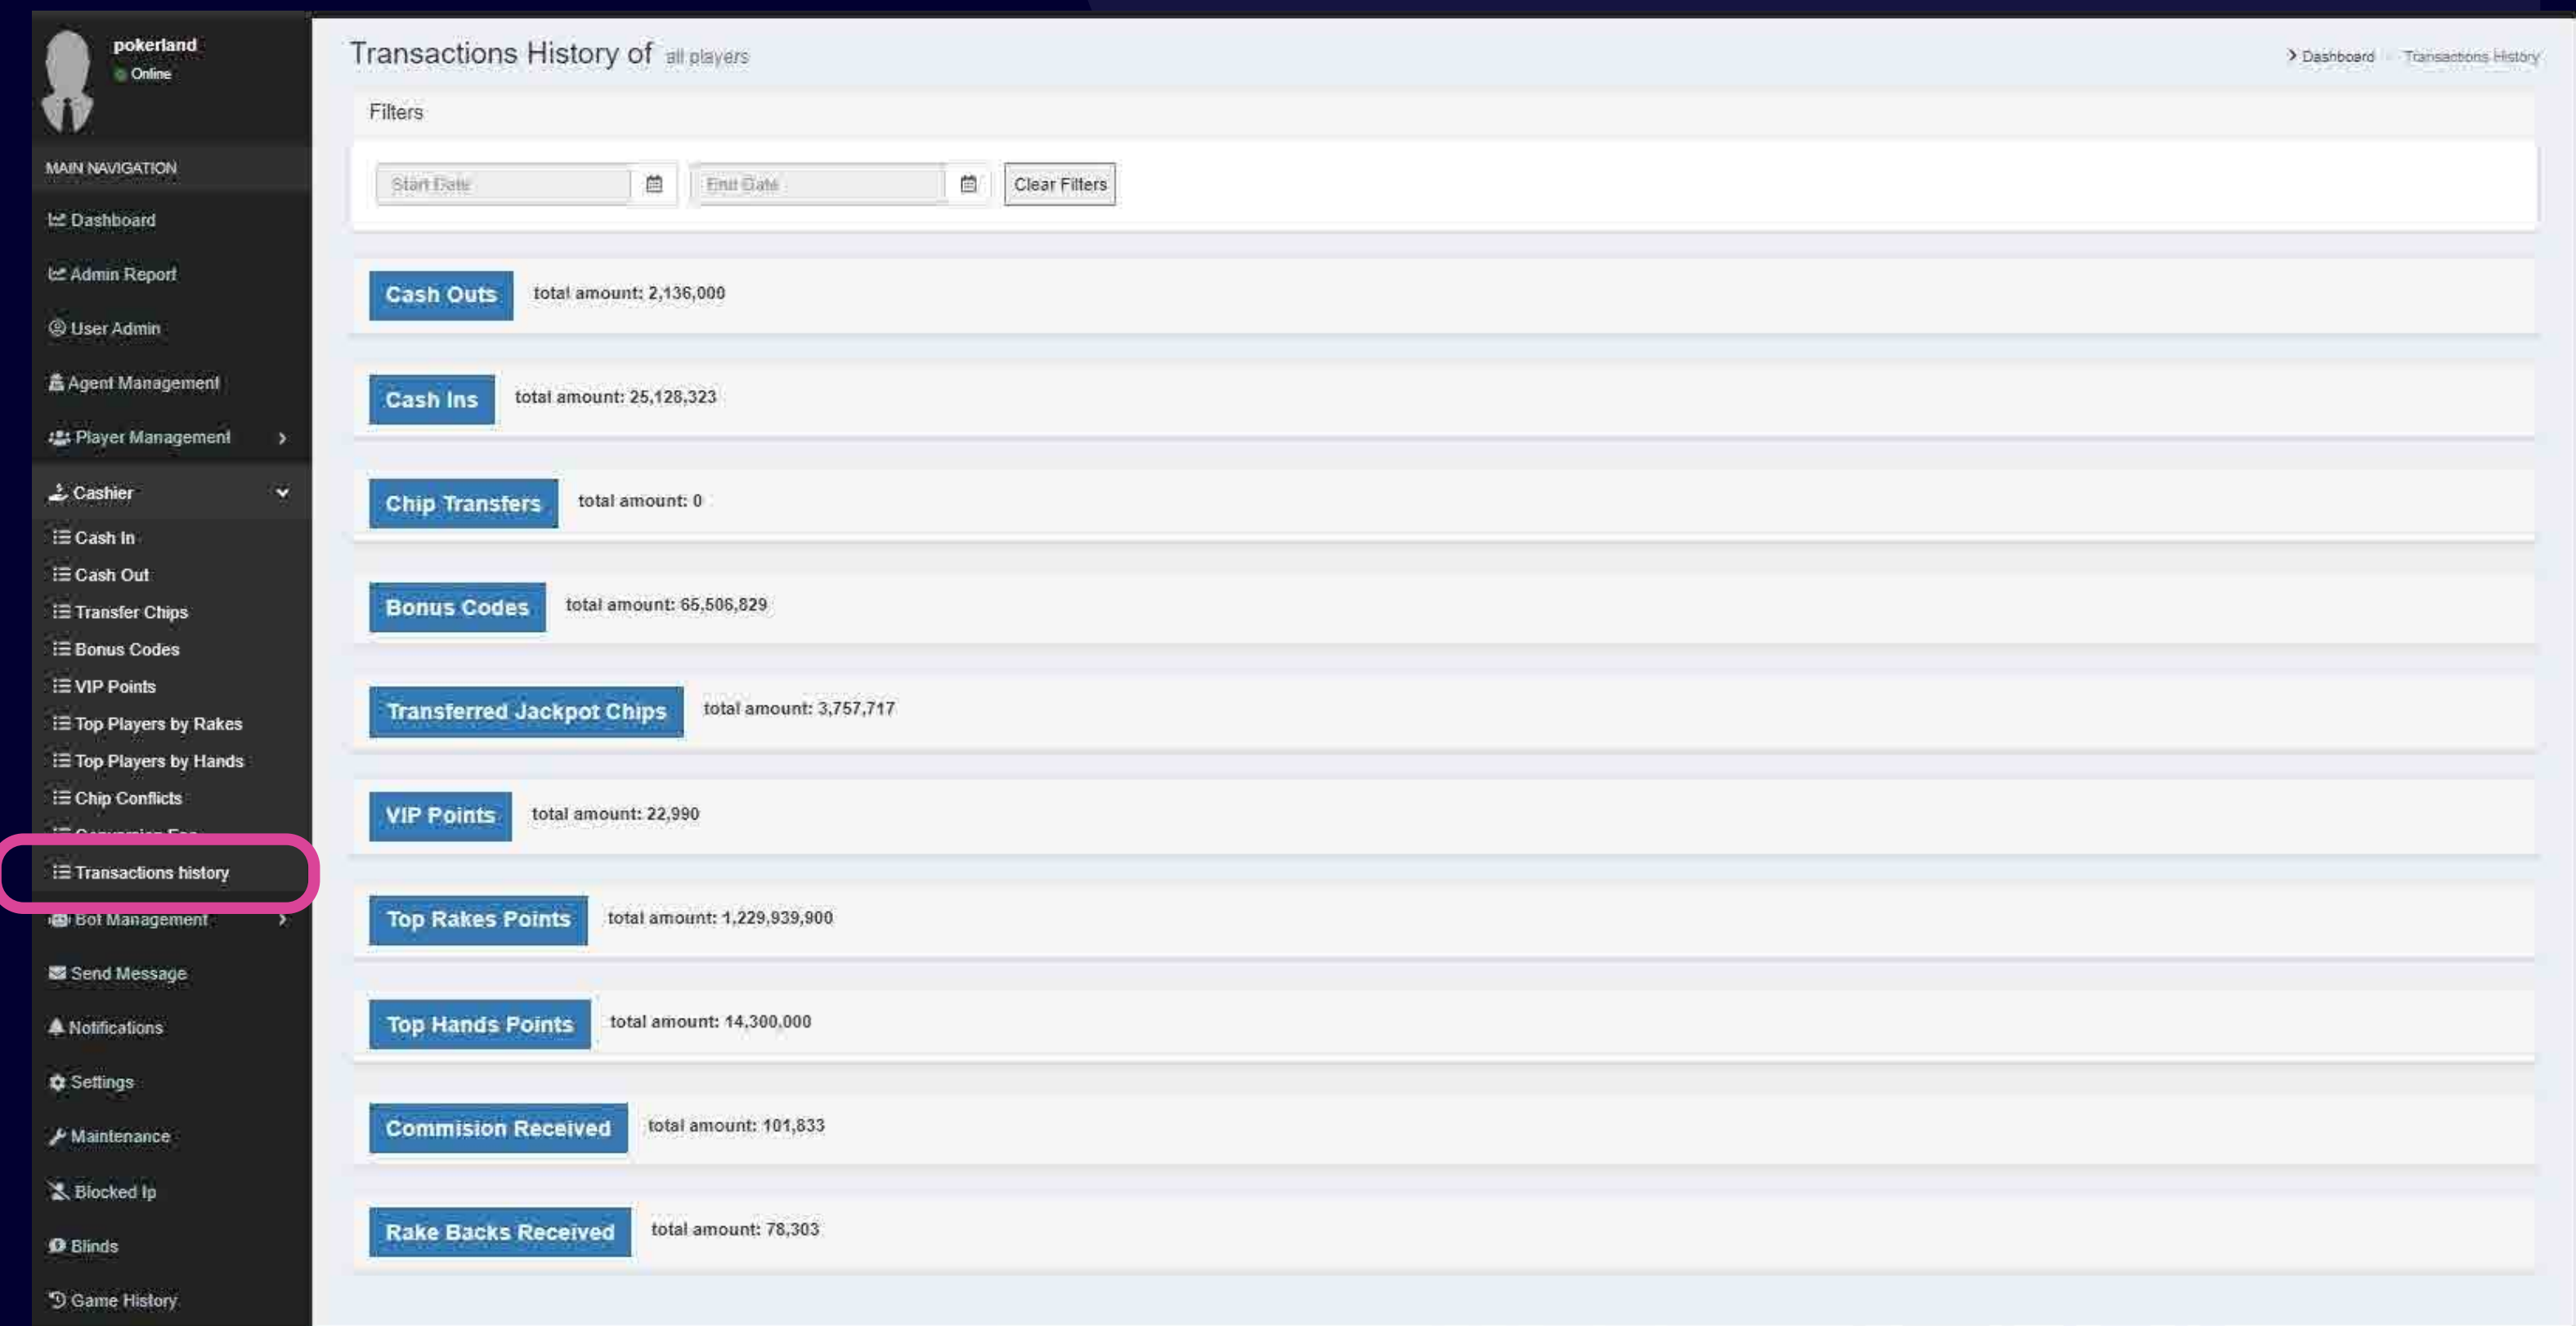 pokerland
Online
MAIN NAVIGATION
Dashboard
Admin Report
User Admin
Agent Management
Player Management
Cashier
Cash In
Cash Out
Transfer Chips
Bonus Codes
VIP Points
Top Players by Rakes
Top Players by Hands
Chip Conflicts
Transactions history
Bot Management
Send Message
Notifications
Settings
Maintenance
Blocked Ip
Blinds
Game History
Transactions History of all players
Dashboard Transactions History
Filters
Start Date End Date Clear Filters
Cash Outs total amount: 2,136,000
Cash Ins total amount: 25,128,323
Chip Transfers total amount: 0
Bonus Codes total amount: 65,506,829
Transferred Jackpot Chips total amount: 3,757,717
VIP Points total amount: 22,990
Top Rakes Points total amount: 1,229,939,900
Top Hands Points total amount: 14,300,000
Commision Received total amount: 101,833
Rake Backs Received total amount: 78,303